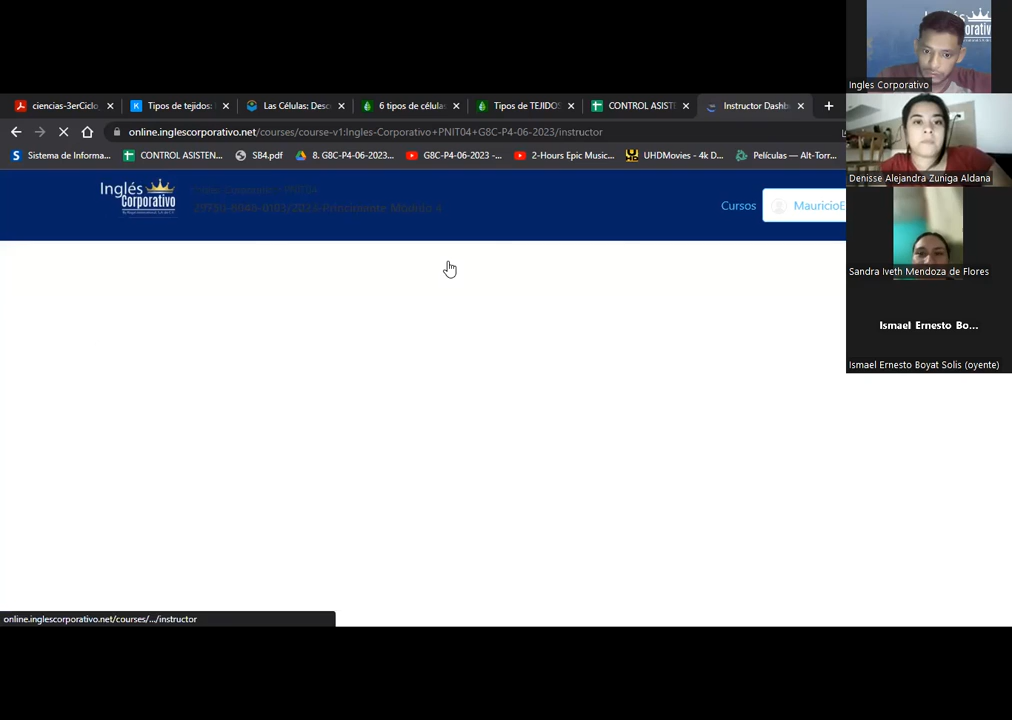 ciencias-3erCiclo,
Tipos de tejidos:
Las Células: Desc
6 tipos de célula
Tipos de TEJIDOS
CONTROL ASIST
Instructor Dashb
online.inglescorporativo.net/courses/course-v1:Ingles-Corporativo+PNIT04+G8C-P4-06-2023/instructor
Sistema de Informa...
CONTROL ASISTEN...
SB4.pdf
8. G8C-P4-06-2023...
G8C-P4-06-2023 -...
2-Hours Epic Musi...
UHDMovies - 4k D...
Películas — Alt-Torr...
Inglés
Corporativo
Cursos
MauricioE
online.inglescorporativo.net/courses/.../instructor
Ingles Corporativo
Denisse Alejandra Zuniga Aldana
Sandra Iveth Mendoza de Flores
Ismael Ernesto Bo...
Ismael Ernesto Boyat Solis (oyente)